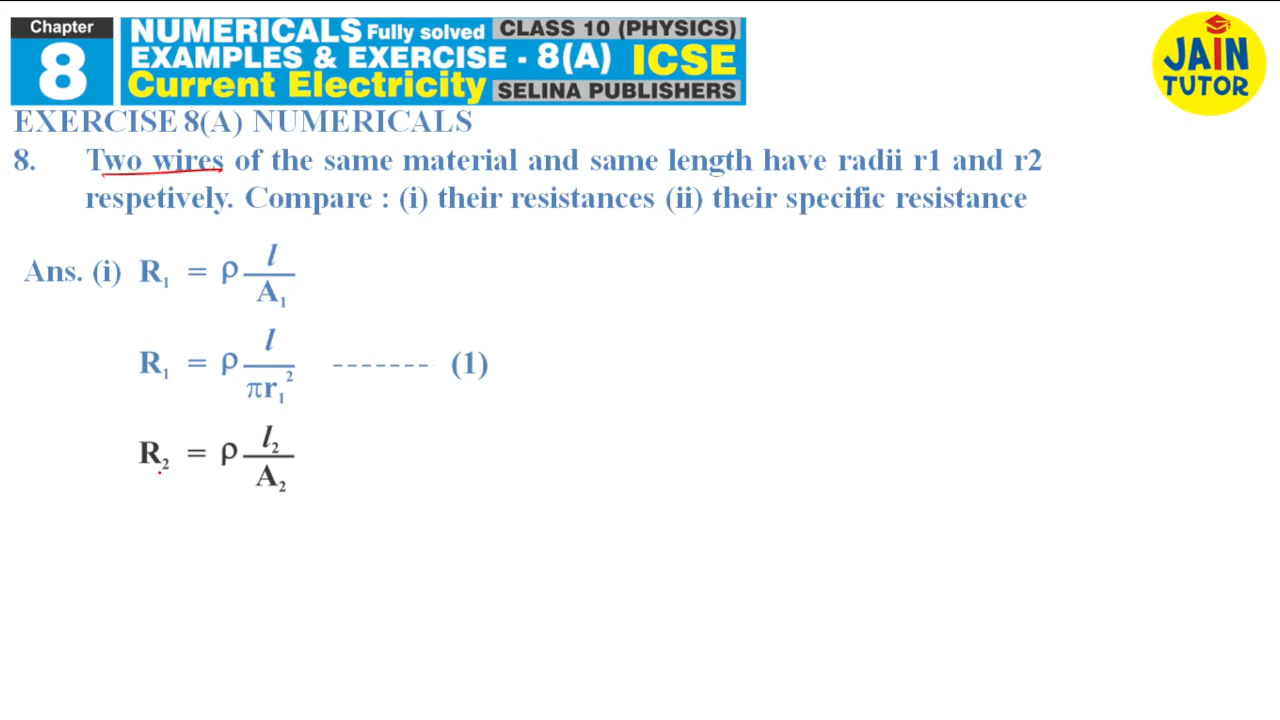 Chapter
8
NUMERICALS Fully solved
EXAMPLES & EXERCISE - 8(A)
Current Electricity
CLASS 10 (PHYSICS)
ICSE
SELINA PUBLISHERS
JAIN
TUTOR
EXERCISE 8(A) NUMERICALS
8. Two wires of the same material and same length have radii r1 and r2
respetively. Compare : (i) their resistances (ii) their specific resistance
Ans. (i) R₁ = ρ l / A₁
R₁ = ρ l / πr₁² ------- (1)
R₂ = ρ l₂ / A₂